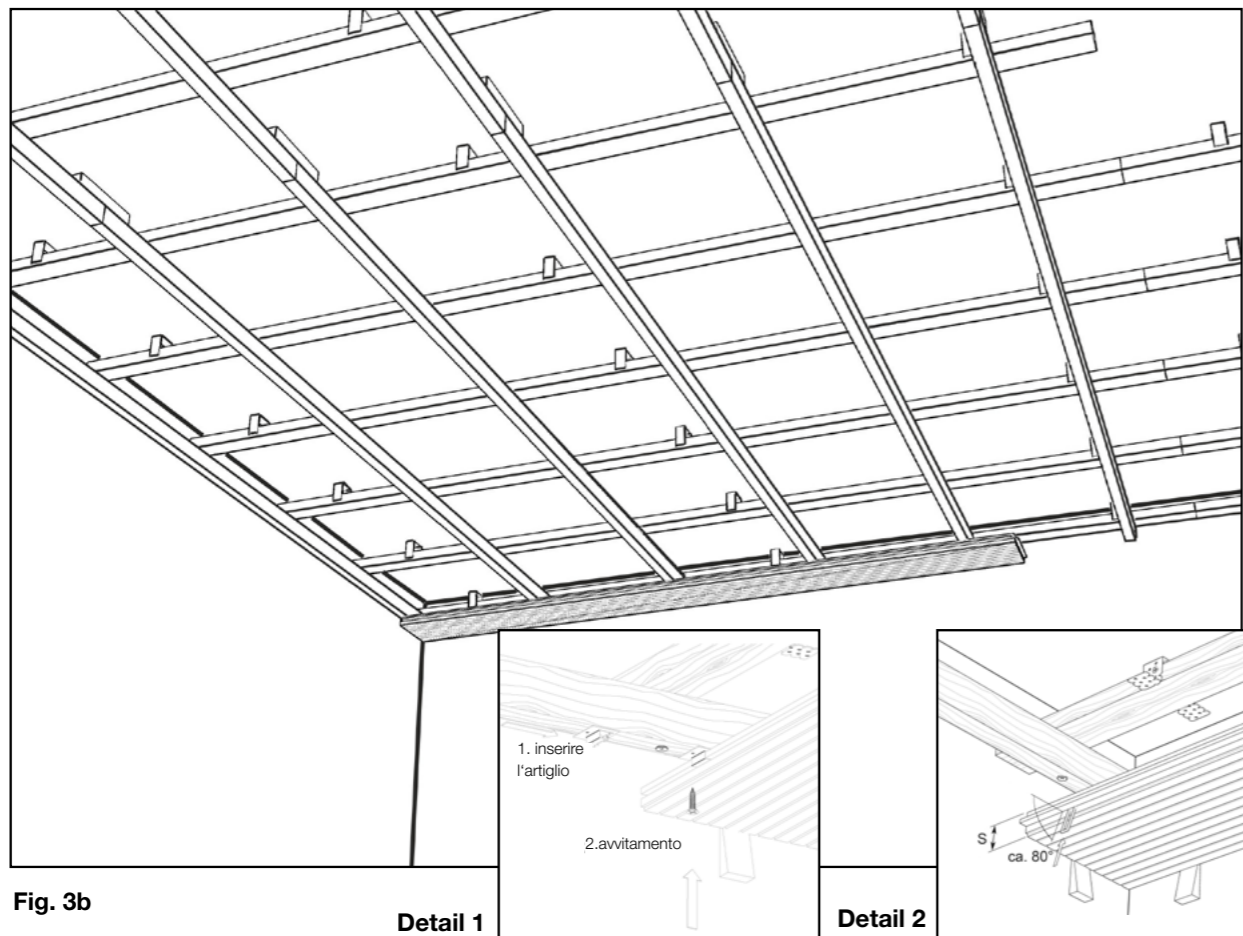 1. inserire
l'artiglio
2.avvitamento
S
ca. 80°
Fig. 3b
Detail 1
Detail 2